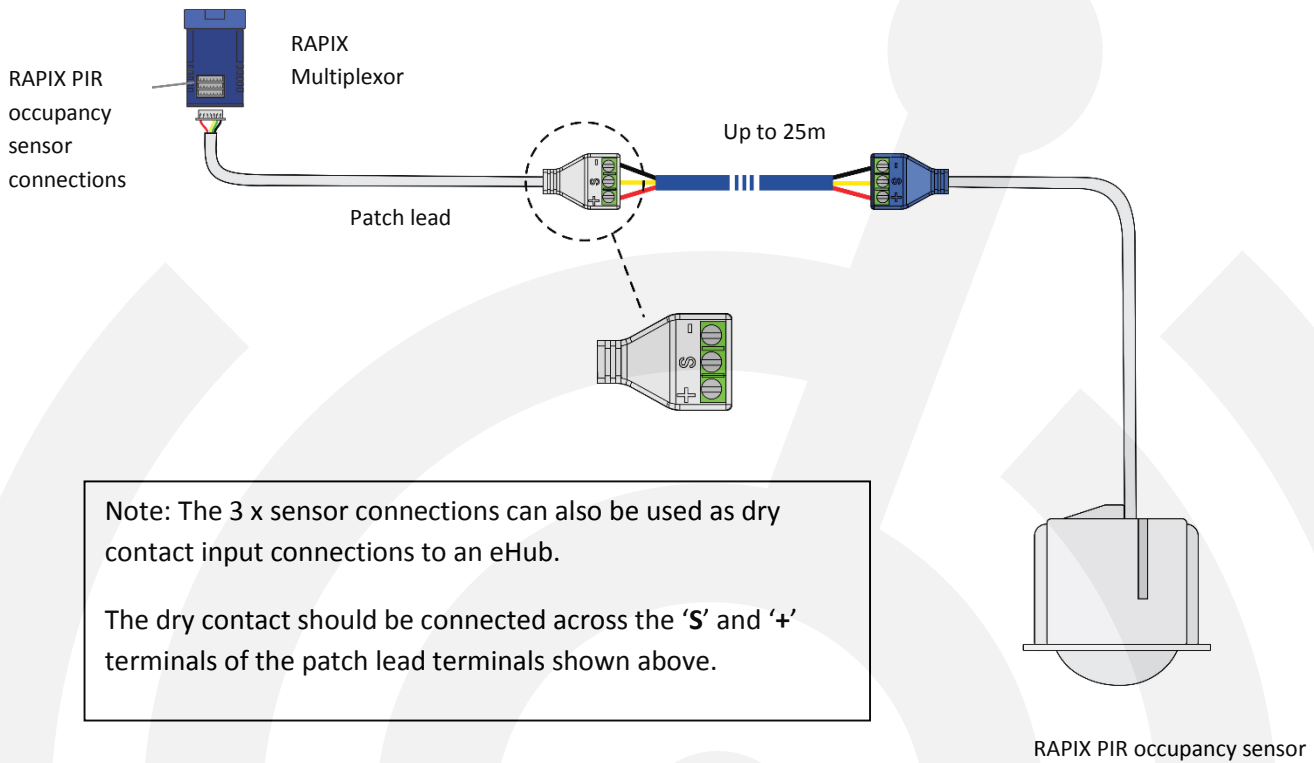 RAPIX
Multiplexor
RAPIX PIR
occupancy
sensor
connections
Up to 25m
Patch lead
- S +
- S +
- S +
Note: The 3 x sensor connections can also be used as dry
contact input connections to an eHub.
The dry contact should be connected across the ‘S’ and ‘+’
terminals of the patch lead terminals shown above.
RAPIX PIR occupancy sensor